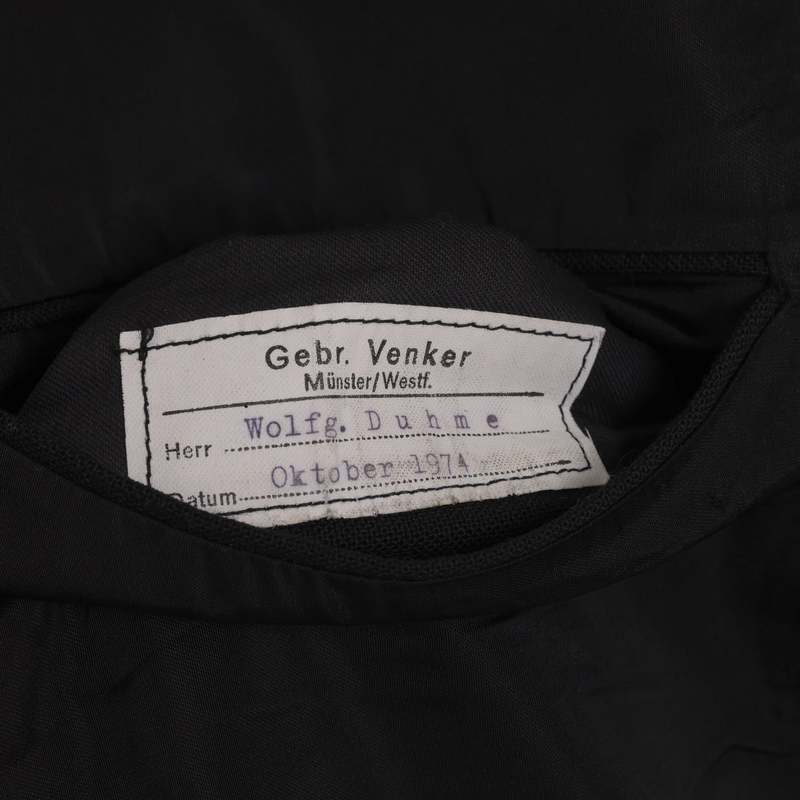 Gebr. Venker
Münster/Westf.
Herr Wolfg. Duhme
Datum Oktober 1974